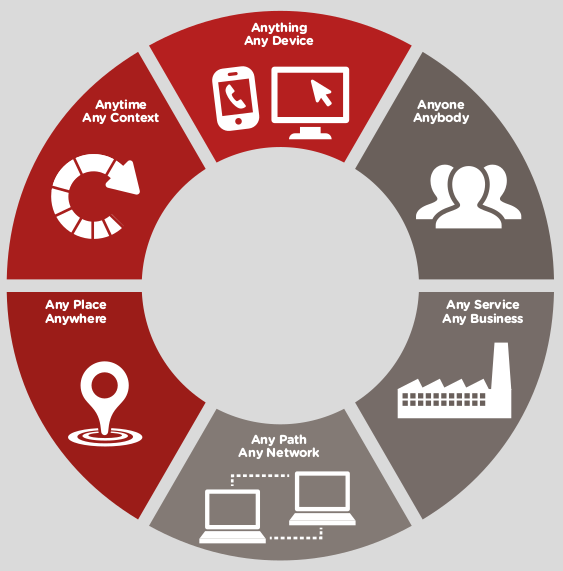 Anything
Any Device
Anyone
Anybody
Any Service
Any Business
Any Path
Any Network
Any Place
Anywhere
Anytime
Any Context